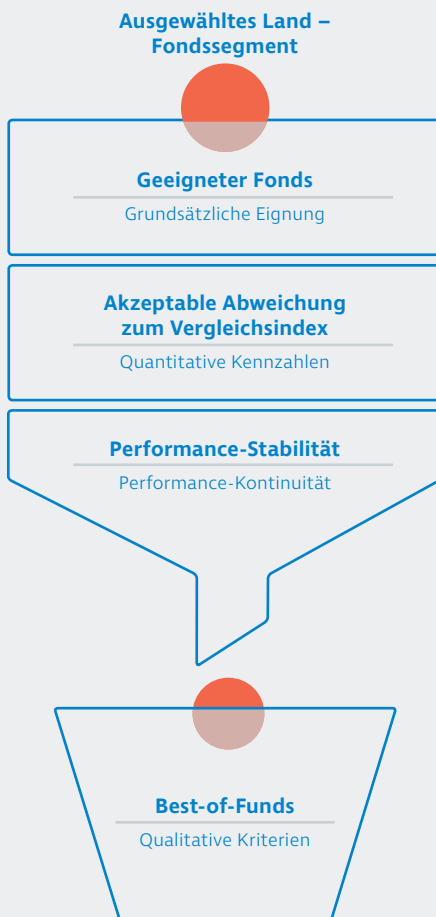 Ausgewähltes Land –
Fondssegment
Geeigneter Fonds
Grundsätzliche Eignung
Akzeptable Abweichung
zum Vergleichsindex
Quantitative Kennzahlen
Performance-Stabilität
Performance-Kontinuität
Best-of-Funds
Qualitative Kriterien